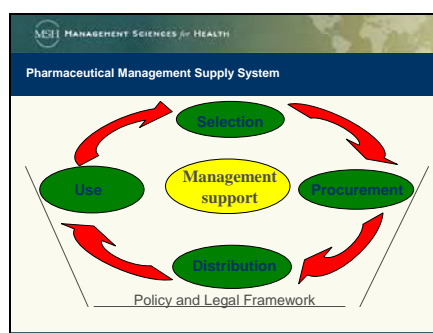 MSH MANAGEMENT SCIENCES for HEALTH
Pharmaceutical Management Supply System
Selection
Use
Management
support
Procurement
Distribution
Policy and Legal Framework